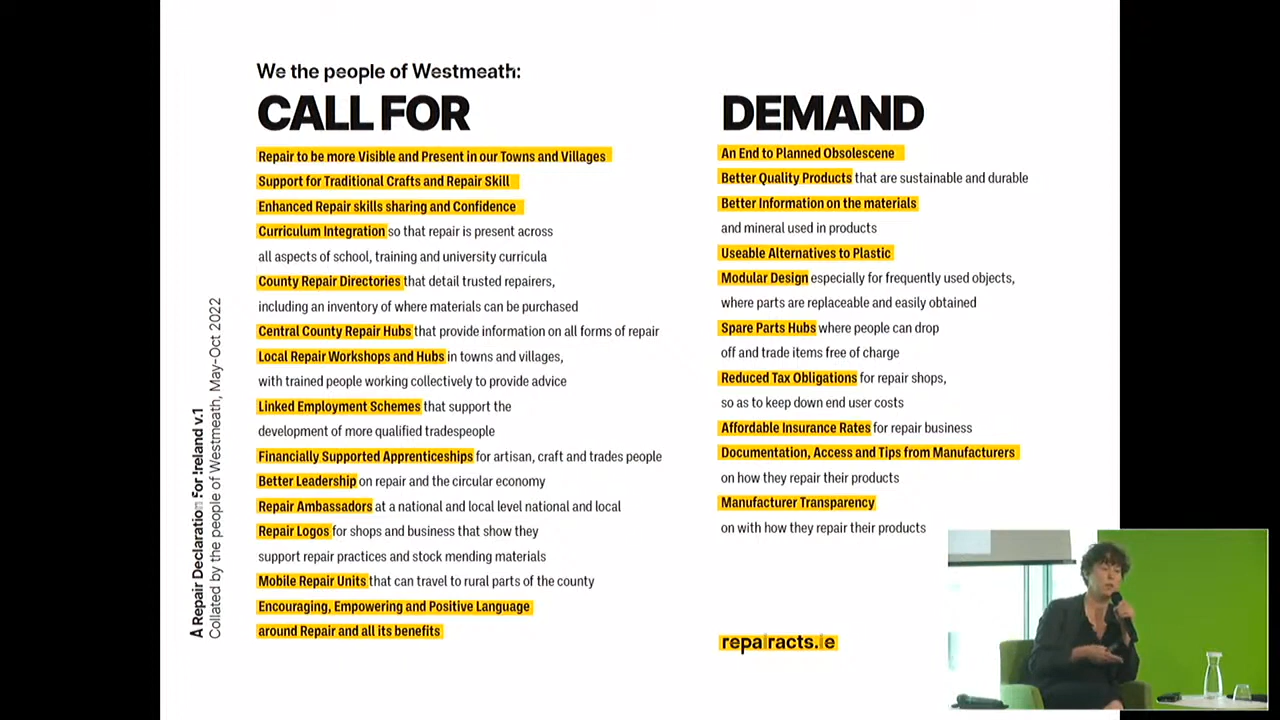 We the people of Westmeath:
CALL FOR
Repair to be more Visible and Present in our Towns and Villages
Support for Traditional Crafts and Repair Skill
Enhanced Repair skills sharing and Confidence
Curriculum Integration so that repair is present across
all aspects of school, training and university curricula
County Repair Directories that detail trusted repairers,
including an inventory of where materials can be purchased
Central County Repair Hubs that provide information on all forms of repair
Local Repair Workshops and Hubs in towns and villages,
with trained people working collectively to provide advice
Linked Employment Schemes that support the
development of more qualified tradespeople
Financially Supported Apprenticeships for artisan, craft and trades people
Better Leadership on repair and the circular economy
Repair Ambassadors at a national and local level national and local
Repair Logos for shops and business that show they
support repair practices and stock mending materials
Mobile Repair Units that can travel to rural parts of the county
Encouraging, Empowering and Positive Language
around Repair and all its benefits
DEMAND
An End to Planned Obsolescene
Better Quality Products that are sustainable and durable
Better Information on the materials
and mineral used in products
Useable Alternatives to Plastic
Modular Design especially for frequently used objects,
where parts are replaceable and easily obtained
Spare Parts Hubs where people can drop
off and trade items free of charge
Reduced Tax Obligations for repair shops,
so as to keep down end user costs
Affordable Insurance Rates for repair business
Documentation, Access and Tips from Manufacturers
on how they repair their products
Manufacturer Transparency
on with how they repair their products
repairacts.ie
A Repair Declaration For Ireland v.1
Collated by the people of Westmeath, May-Oct 2022